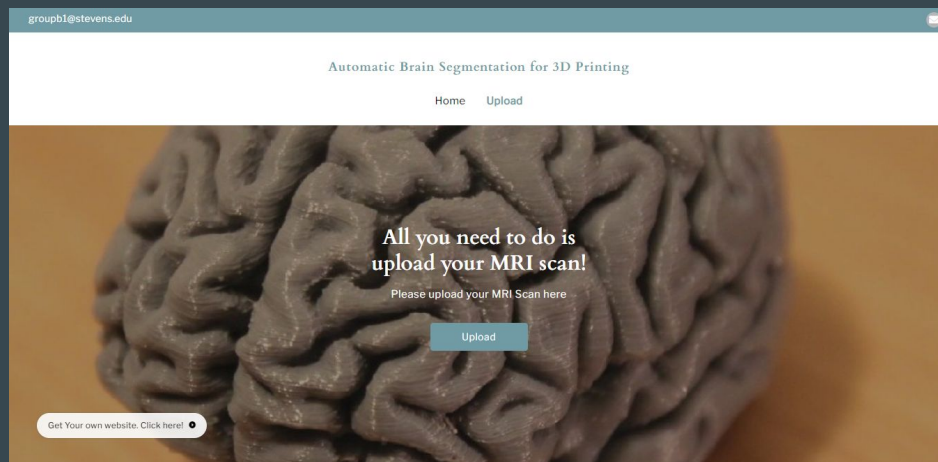 groupb1@stevens.edu
Automatic Brain Segmentation for 3D Printing
Home Upload
All you need to do is
upload your MRI scan!
Please upload your MRI Scan here
Upload
Get Your own website. Click here!